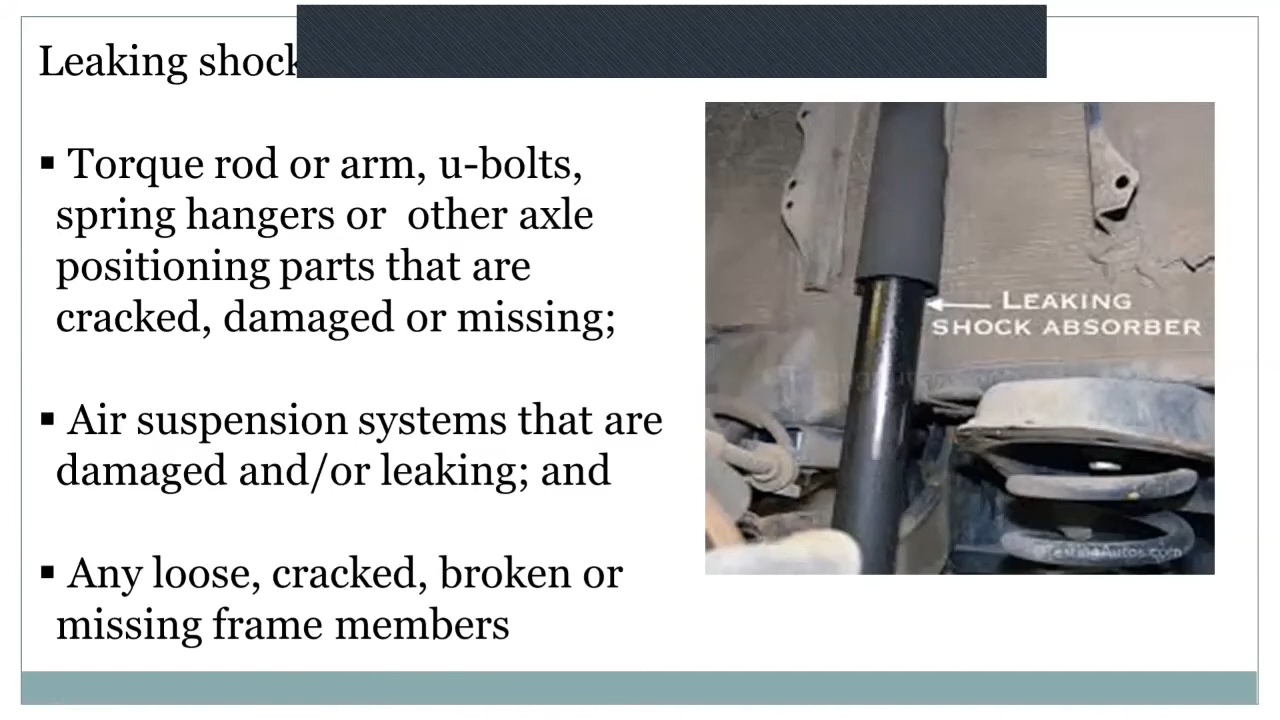 Leaking shock
▪ Torque rod or arm, u-bolts,
spring hangers or other axle
positioning parts that are
cracked, damaged or missing;
▪ Air suspension systems that are
damaged and/or leaking; and
▪ Any loose, cracked, broken or
missing frame members
LEAKING
SHOCK ABSORBER
©TestingAutos.com